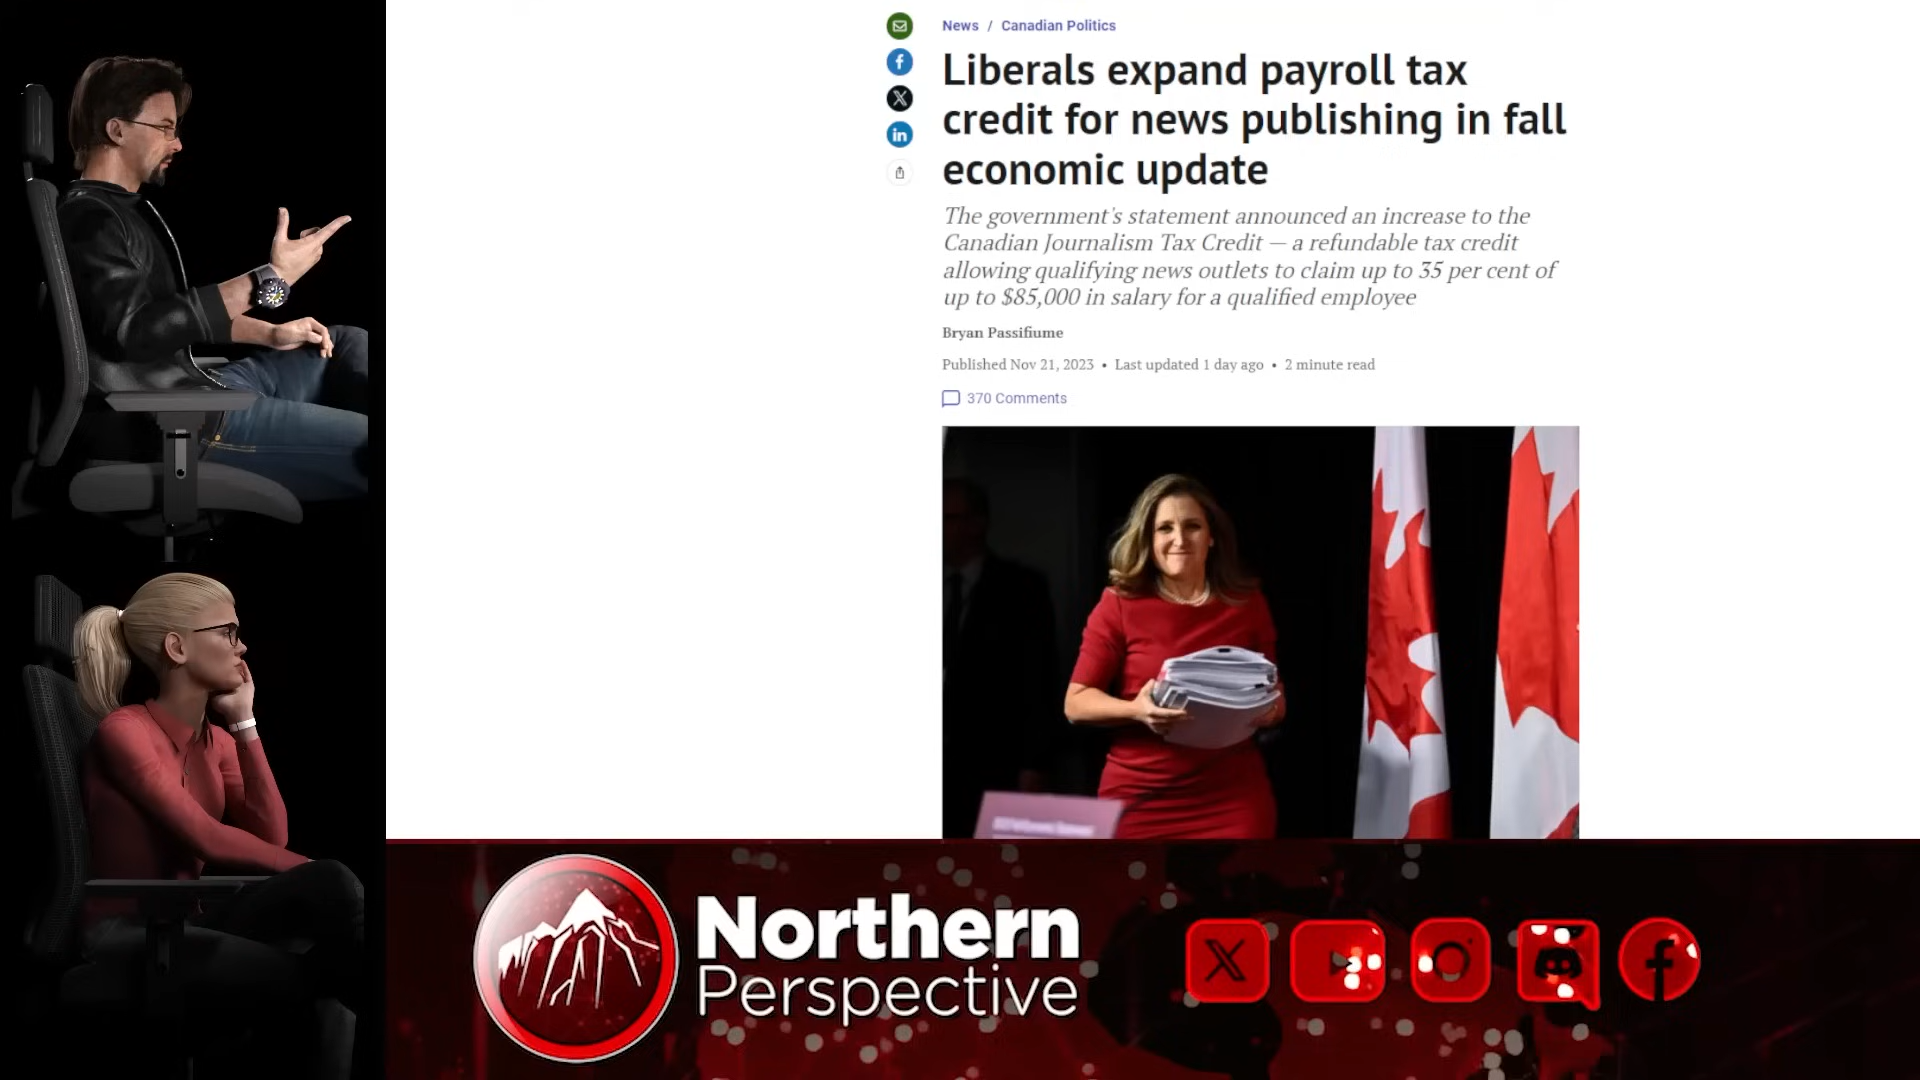 News / Canadian Politics
Liberals expand payroll tax
credit for news publishing in fall
economic update
The government's statement announced an increase to the
Canadian Journalism Tax Credit — a refundable tax credit
allowing qualifying news outlets to claim up to 35 per cent of
up to $85,000 in salary for a qualified employee
Bryan Passifiume
Published Nov 21, 2023 • Last updated 1 day ago • 2 minute read
370 Comments
Northern
Perspective